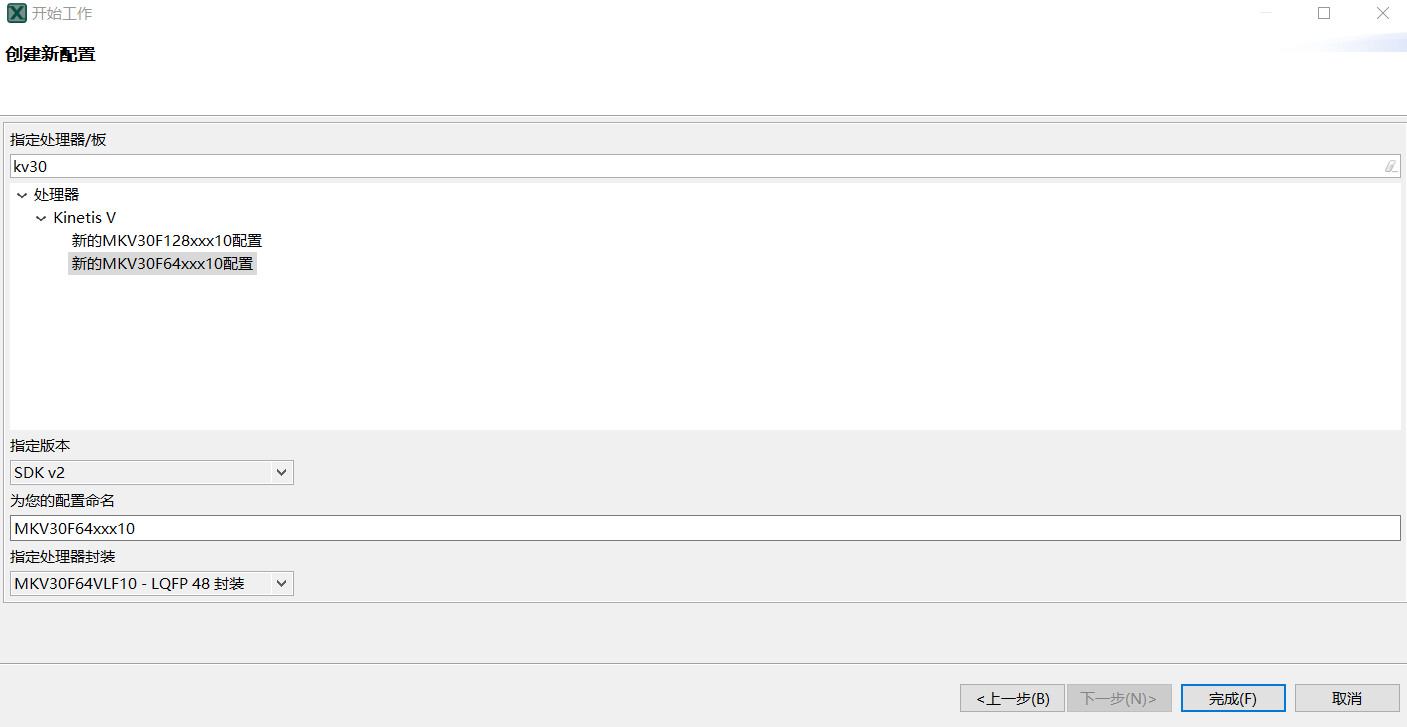 开始工作
创建新配置
指定处理器/板
kv30
处理器
Kinetis V
新的MKV30F128xxx10配置
新的MKV30F64xxx10配置
指定版本
SDK v2
为您的配置命名
MKV30F64xxx10
指定处理器封装
MKV30F64VLF10 - LQFP 48 封装
<上一步(B) 下一步(N)> 完成(F) 取消